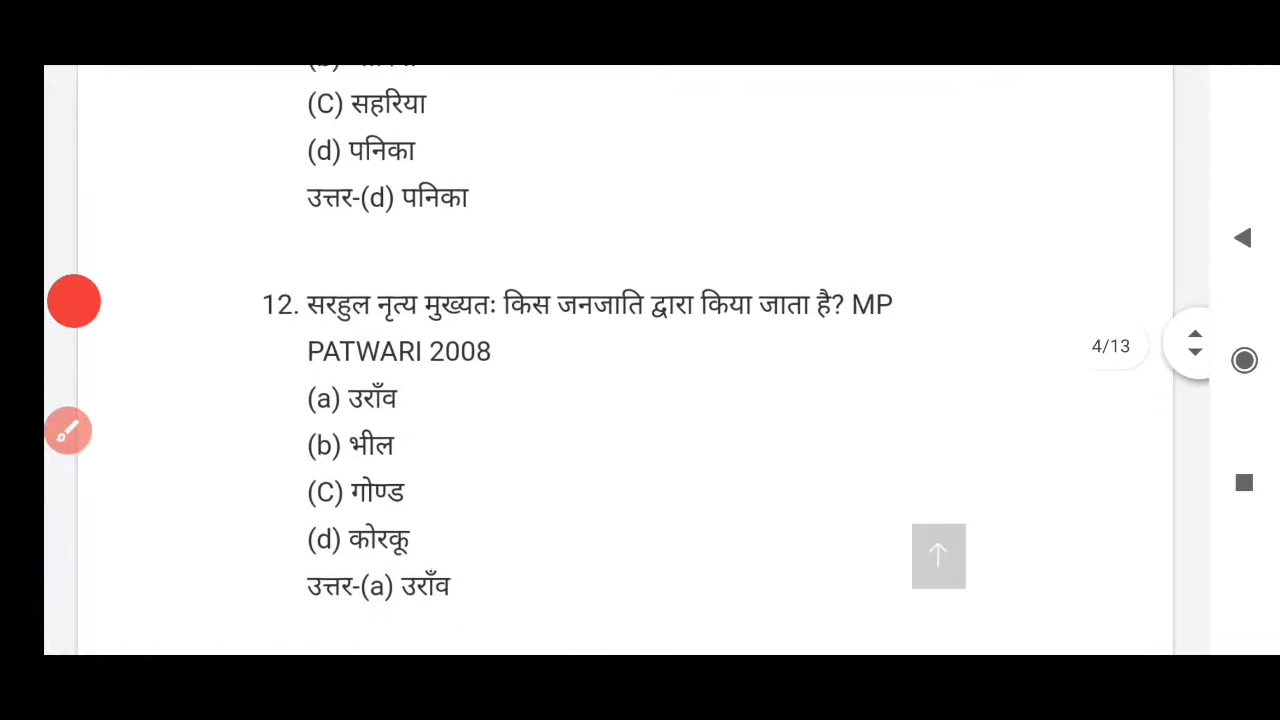 (C) सहरिया
(d) पनिका
उत्तर-(d) पनिका
12. सरहुल नृत्य मुख्यतः किस जनजाति द्वारा किया जाता है? MP
PATWARI 2008
4/13
(a) उराँव
(b) भील
(C) गोण्ड
(d) कोरकू
उत्तर-(a) उराँव